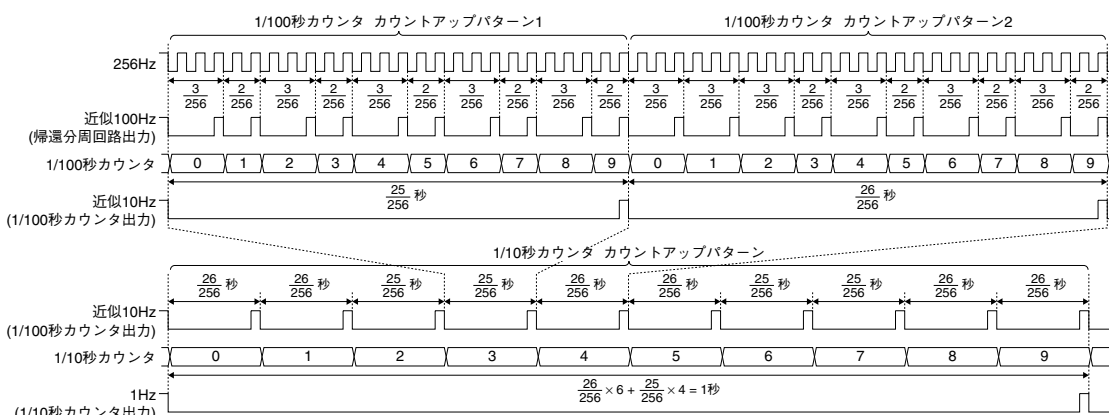 1/100秒カウンタ カウントアップパターン1 1/100秒カウンタ カウントアップパターン2
256Hz
3/256 2/256 3/256 2/256 3/256 2/256 3/256 2/256 3/256 2/256 3/256 3/256 3/256 2/256 3/256 2/256 3/256 2/256 3/256 2/256
近似100Hz
(帰還分周回路出力)
1/100秒カウンタ 0 1 2 3 4 5 6 7 8 9 0 1 2 3 4 5 6 7 8 9
25/256 秒 26/256 秒
近似10Hz
(1/100秒カウンタ出力)
1/10秒カウンタ カウントアップパターン
26/256 秒 26/256 秒 25/256 秒 25/256 秒 26/256 秒 26/256 秒 25/256 秒 25/256 秒 26/256 秒 26/256 秒
近似10Hz
(1/100秒カウンタ出力)
1/10秒カウンタ 0 1 2 3 4 5 6 7 8 9
26/256 × 6 + 25/256 × 4 = 1秒
1Hz
(1/10秒カウンタ出力)